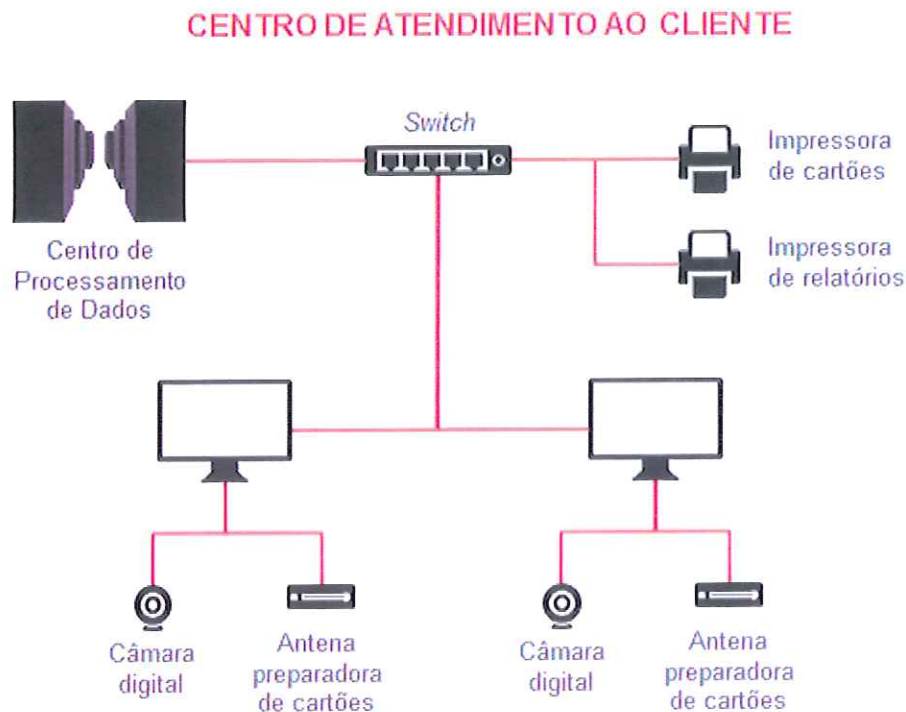 CENTRO DE ATENDIMENTO AO CLIENTE
Switch
Impressora
de cartões
Centro de
Processamento
de Dados
Impressora
de relatórios
Câmara
digital
Antena
preparadora
de cartões
Câmara
digital
Antena
preparadora
de cartões